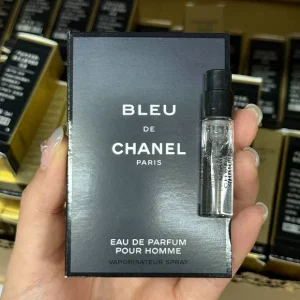 BLEU
DE
CHANEL
PARIS
EAU DE PARFUM
POUR HOMME
VAPORISATEUR SPRAY